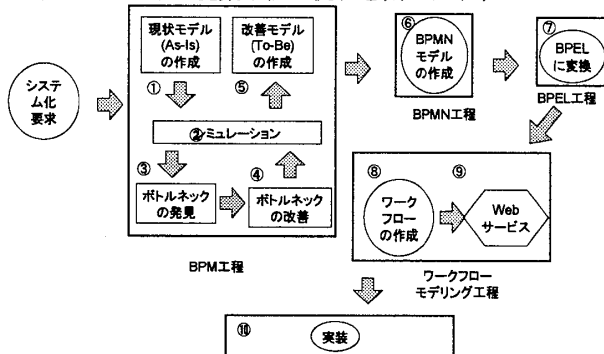 現状モデル
(As-Is)
の作成
改善モデル
(To-Be)
の作成
①
⑤
②シミュレーション
③
④
ボトルネック
の発見
ボトルネック
の改善
BPM工程
システ
ム化
要求
⑥
BPMN
モデル
の作成
BPMN工程
⑦
BPEL
に変換
BPEL工程
⑧
⑨
ワーク
フロー
の作成
Web
サービス
ワークフロー
モデリング工程
⑩
実装